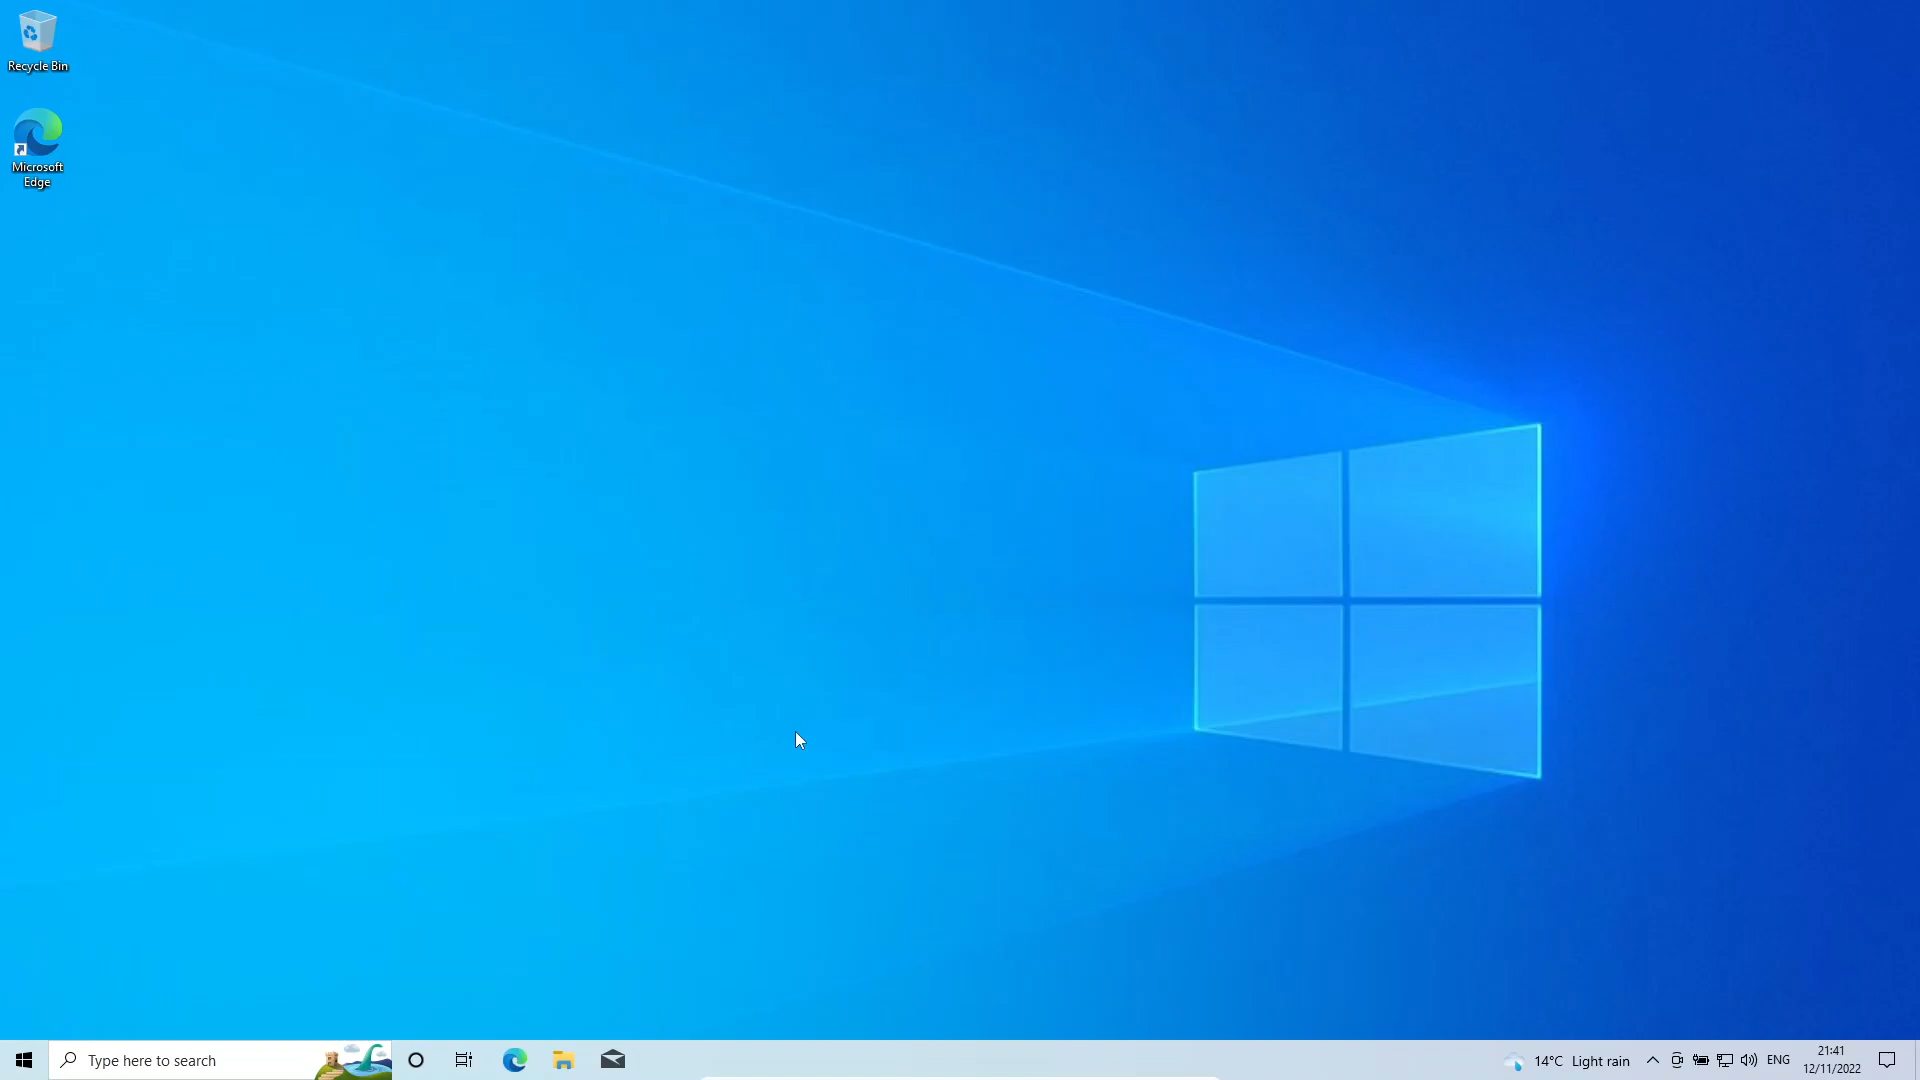 Recycle Bin
Microsoft
Edge
Type here to search
14°C Light rain
ENG
21:41
12/11/2022